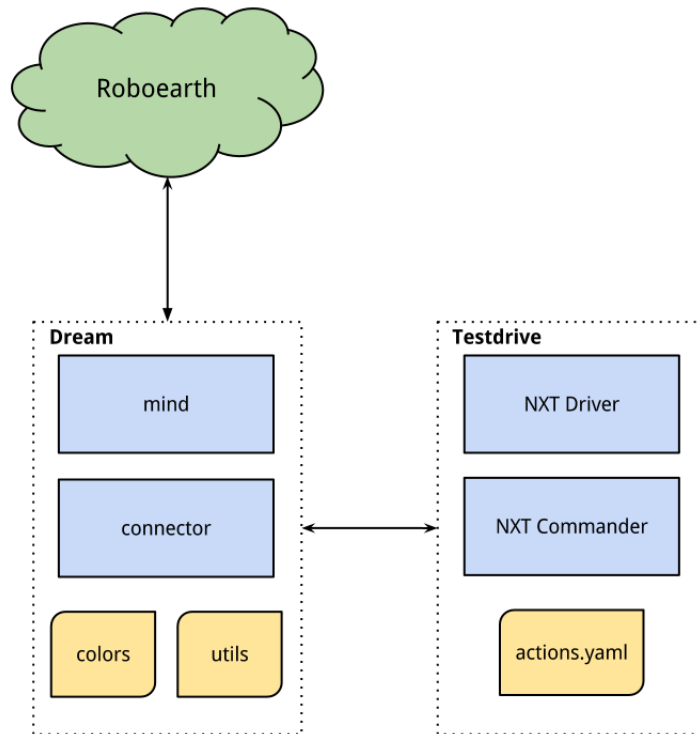 Roboearth
Dream
mind
connector
colors
utils
Testdrive
NXT Driver
NXT Commander
actions.yaml